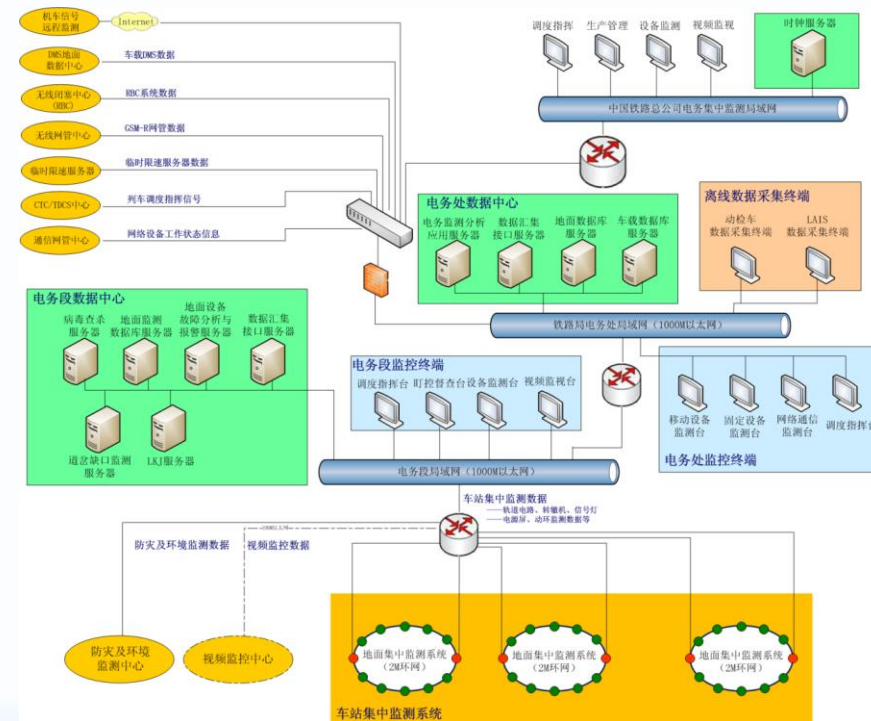 机车信号
远程监测
Internet
DMS地面
数据中心
车载DMS数据
无线闭塞中心
(RBC)
RBC系统数据
无线网管中心
GSM-R网管数据
临时限速服务器
临时限速服务器数据
CTC/TDCS中心
列车调度指挥信号
通信网管中心
网络设备工作状态信息
调度指挥
生产管理
设备监测
视频监视
时钟服务器
中国铁路总公司电务集中监测局域网
电务处数据中心
电务监测分析
应用服务器
数据汇集
接口服务器
地面数据库
服务器
车载数据库
服务器
离线数据采集终端
动检车
数据采集终端
LAIS
数据采集终端
铁路局电务处局域网（1000M以太网）
电务段数据中心
病毒查杀
服务器
地面监测
数据库服务器
地面设备
故障分析与
报警服务器
数据汇集
接口服务器
道岔缺口监测
服务器
LKJ服务器
电务段监控终端
调度指挥台
盯控督查台
设备监测台
视频监视台
移动设备
监测台
固定设备
监测台
网络通信
监测台
调度指挥台
电务处监控终端
电务段局域网（1000M以太网）
车站集中监测数据
——轨道电路、转辙机、信号灯
——电源屏、动环监测数据等
防灾及环境监测数据
视频监控数据
防灾及环境
监测中心
视频监控中心
地面集中监测系统
（2M环网）
地面集中监测系统
（2M环网）
地面集中监测系统
（2M环网）
车站集中监测系统